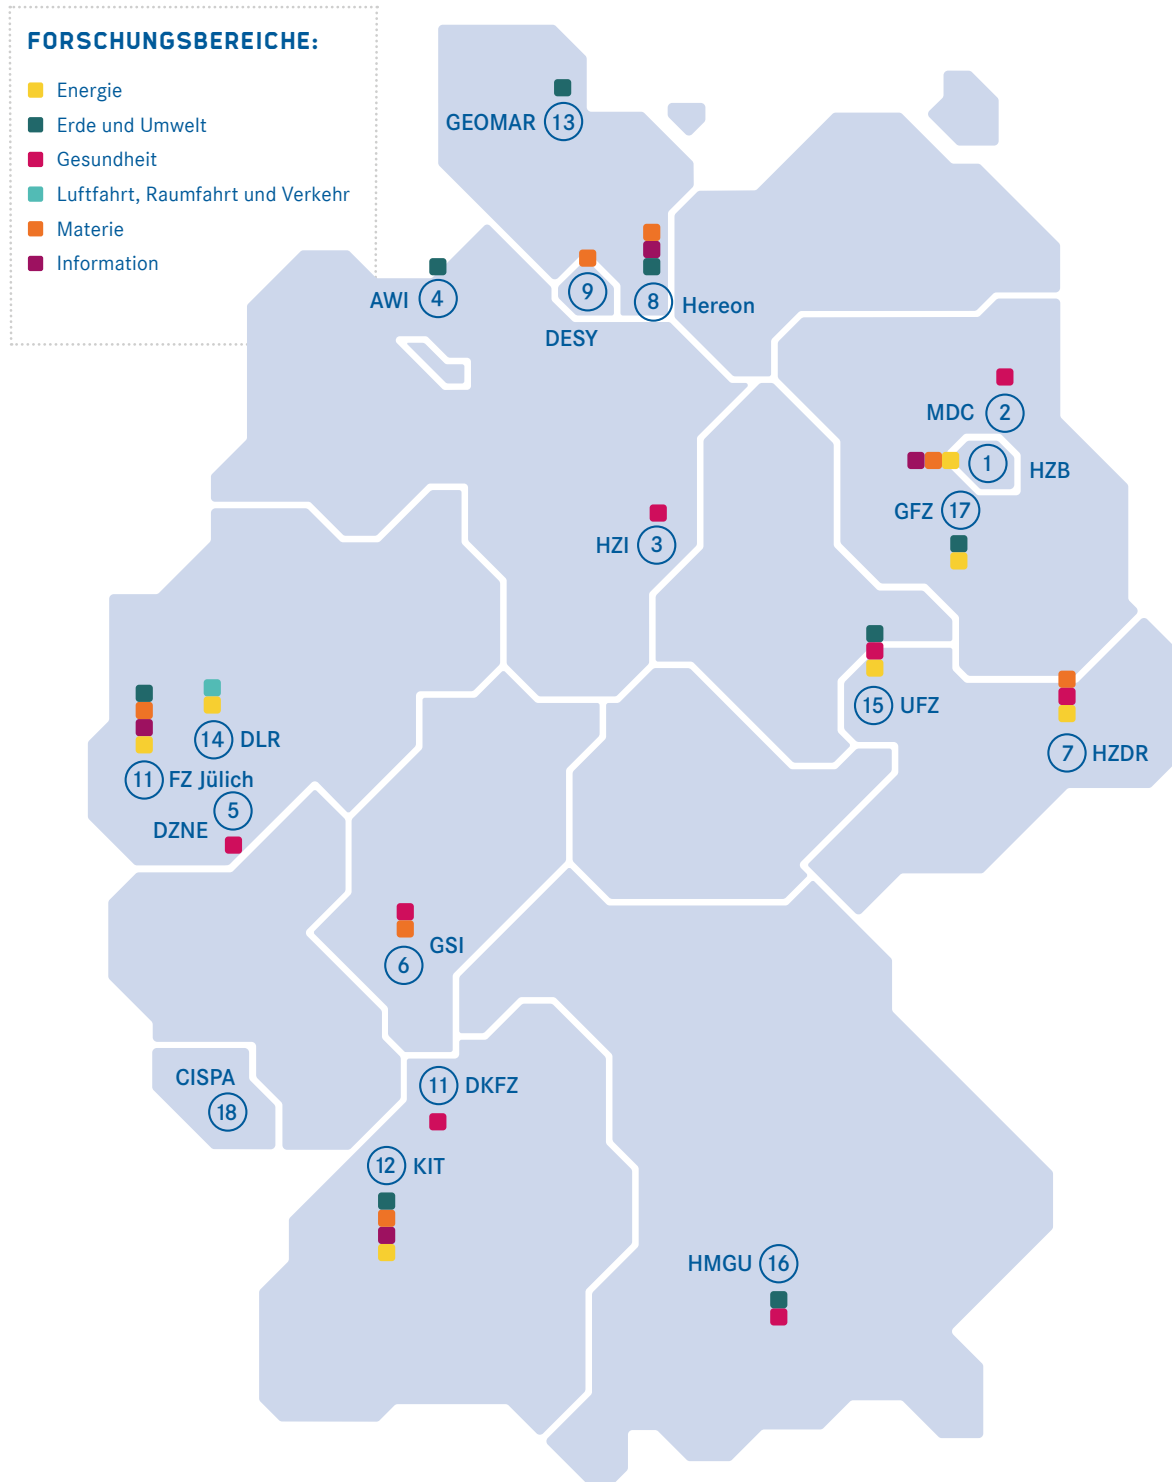 FORSCHUNGSBEREICHE:
Energie
Erde und Umwelt
Gesundheit
Luftfahrt, Raumfahrt und Verkehr
Materie
Information
GEOMAR 13
AWI 4
9
DESY
8 Hereon
MDC 2
1 HZB
GFZ 17
HZI 3
15 UFZ
7 HZDR
14 DLR
11 FZ Jülich
5
DZNE
GSI
6
CISPA
18
11 DKFZ
12 KIT
HMGU 16